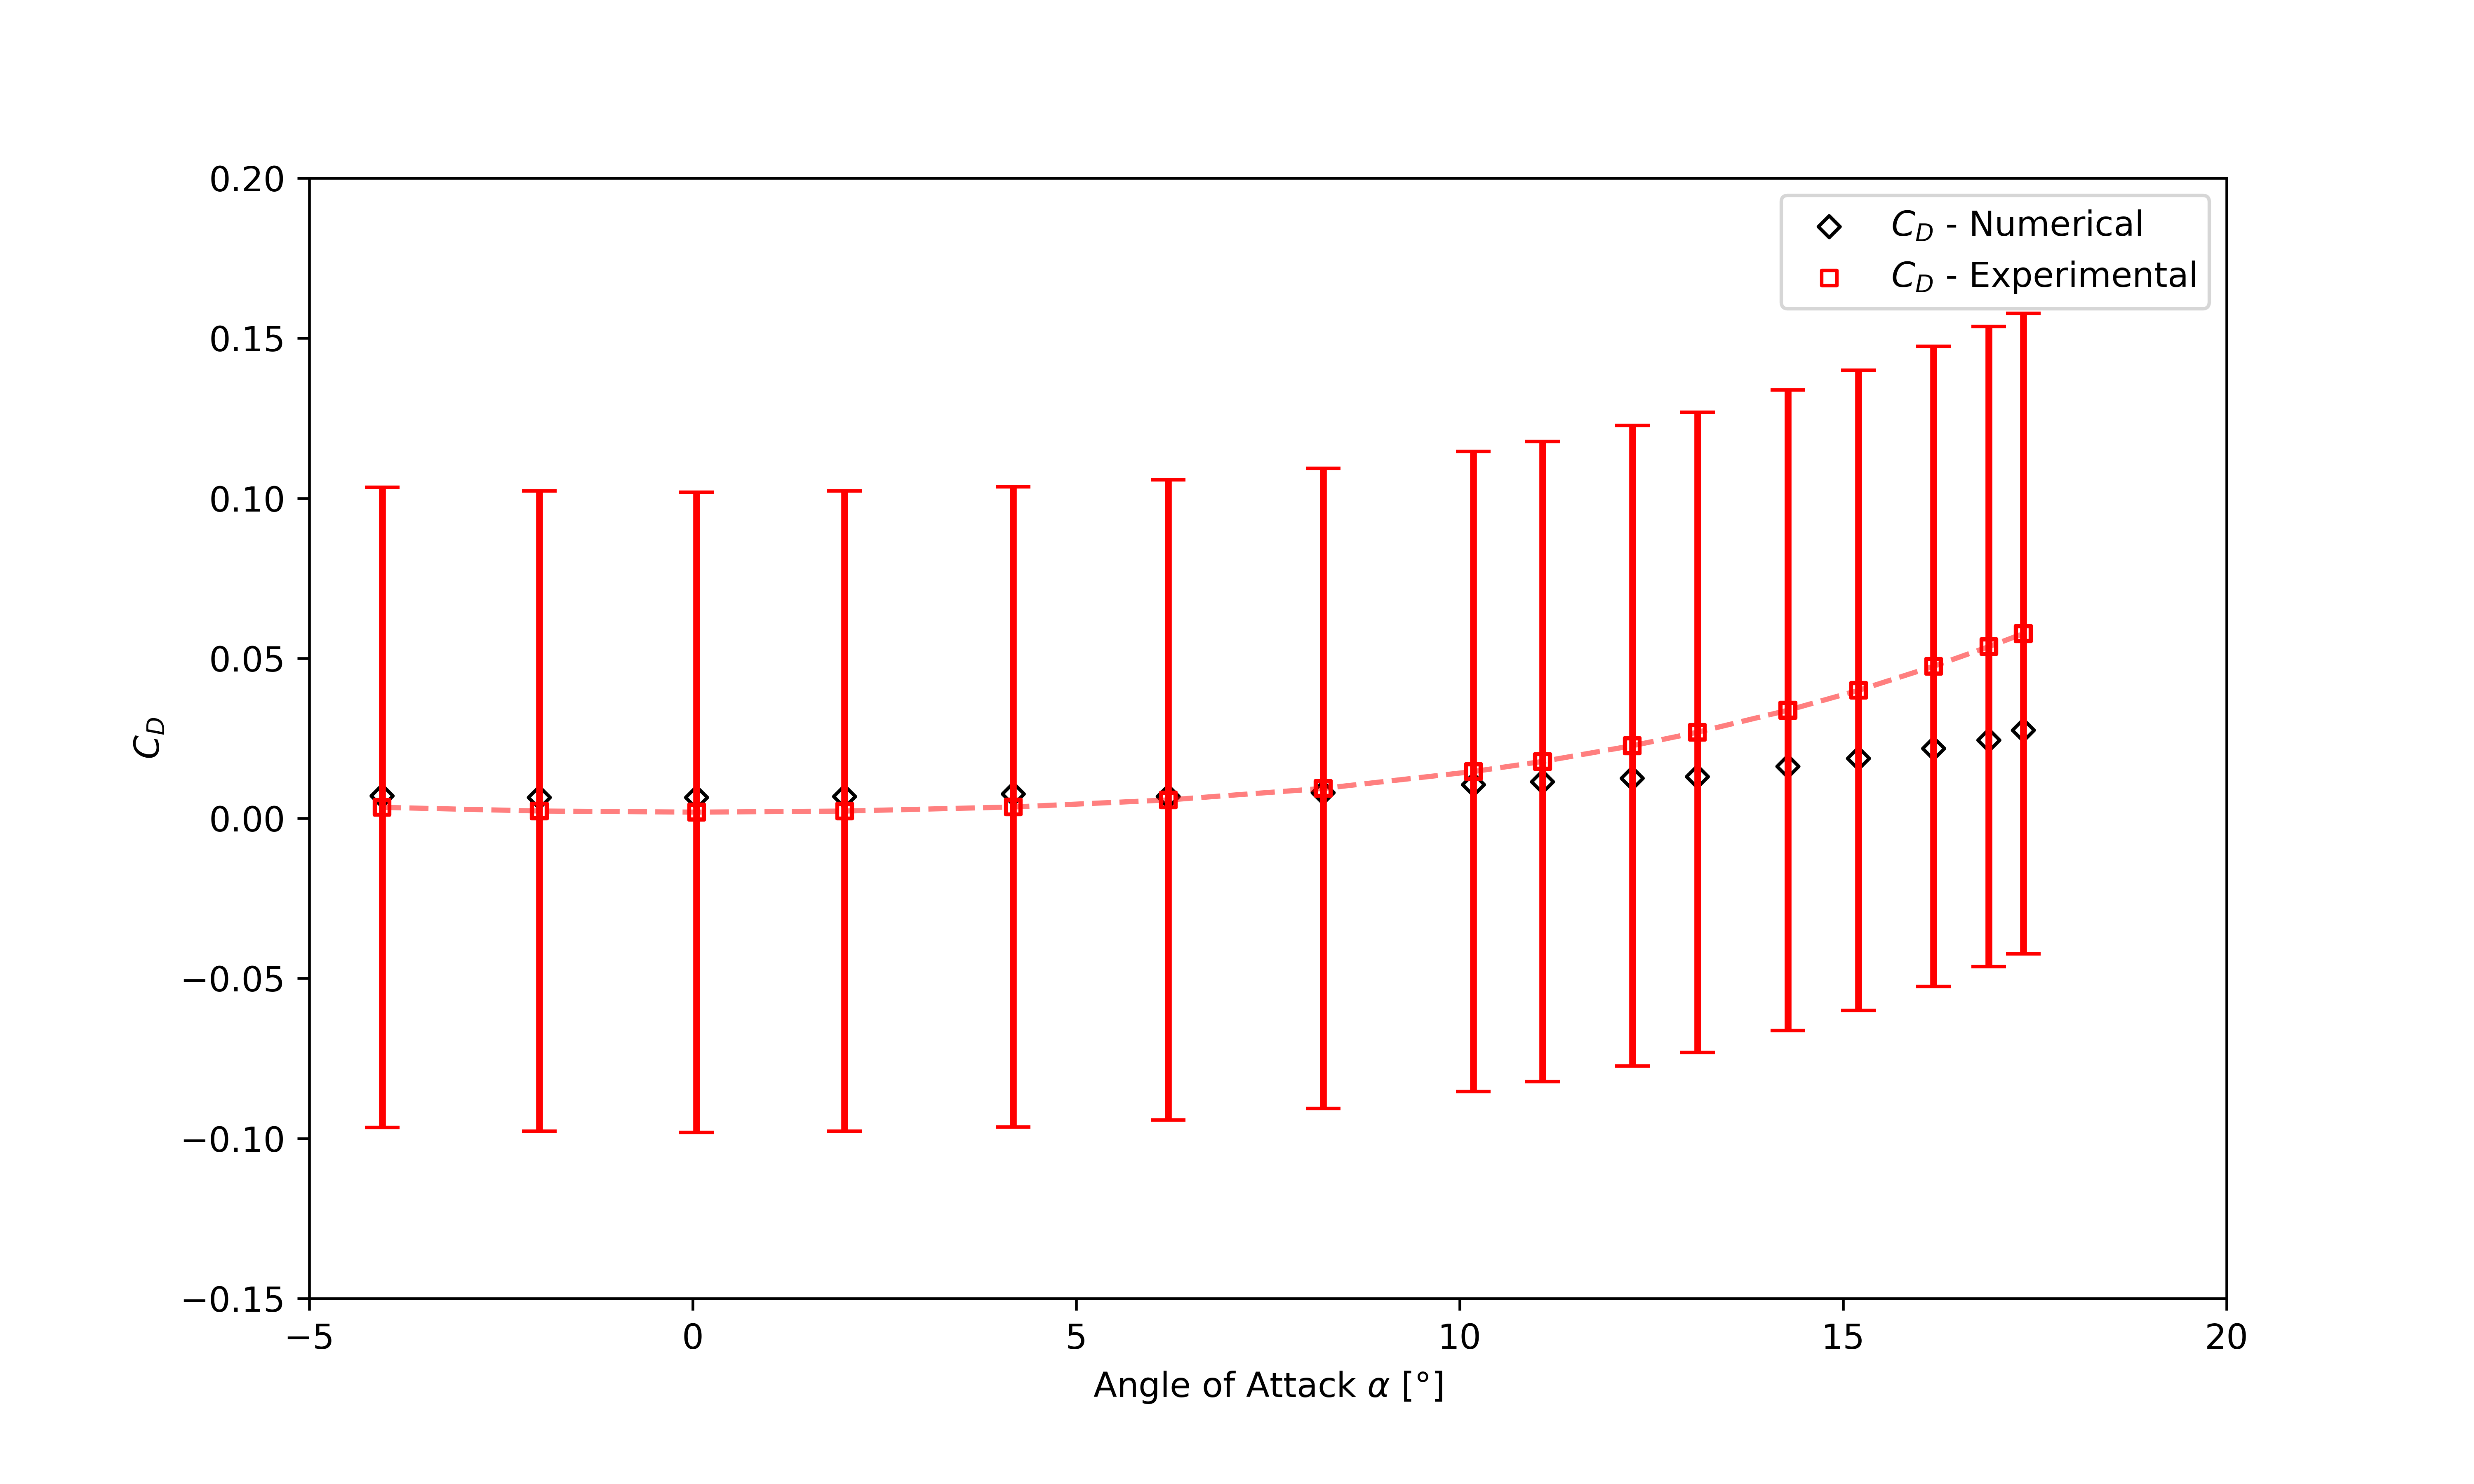 0.20
0.15
0.10
0.05
0.00
−0.05
−0.10
−0.15
C_D
C_D - Numerical
C_D - Experimental
−5 0 5 10 15 20
Angle of Attack α [°]